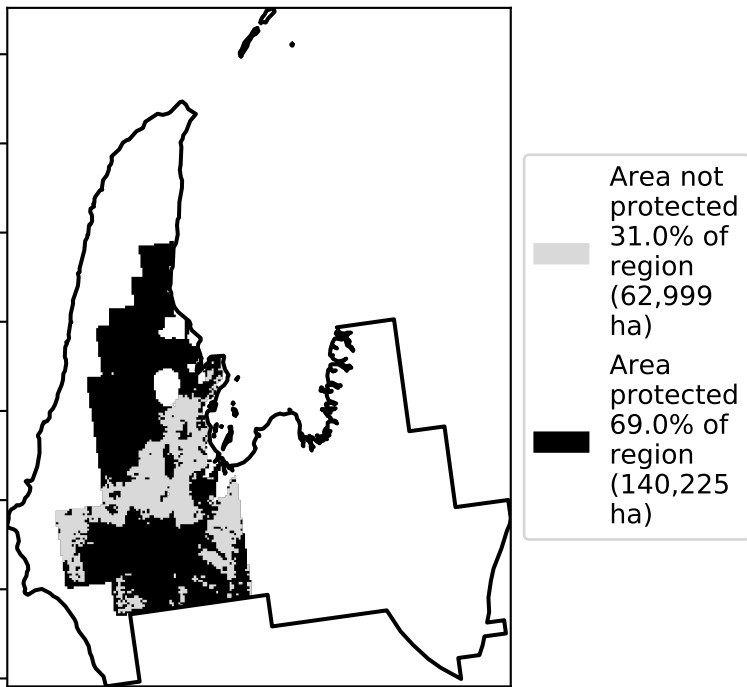 Area not
protected
31.0% of
region
(62,999
ha)
Area
protected
69.0% of
region
(140,225
ha)